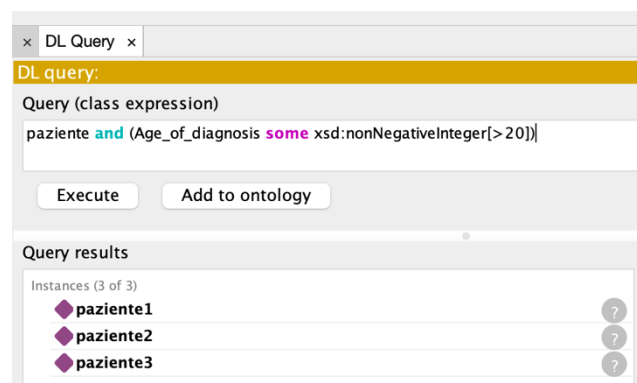 × DL Query ×
DL query:
Query (class expression)
paziente and (Age_of_diagnosis some xsd:nonNegativeInteger[>20])
Execute Add to ontology
Query results
Instances (3 of 3)
paziente1 ?
paziente2 ?
paziente3 ?